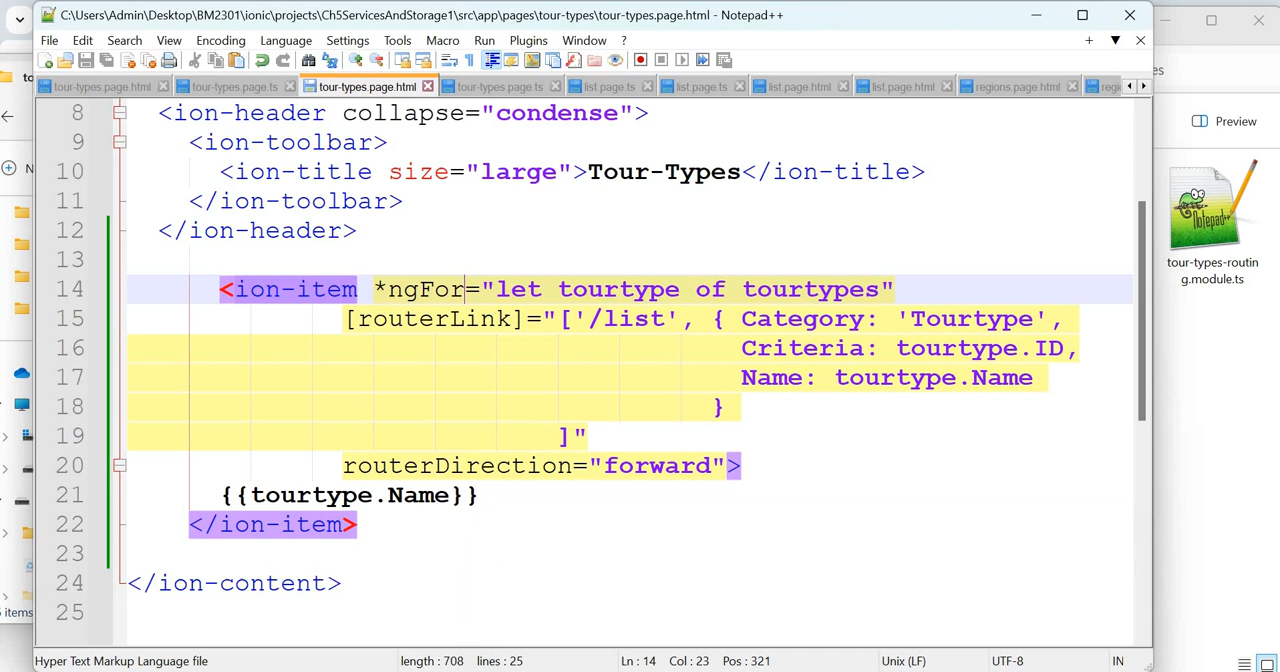 C:\Users\Admin\Desktop\BM2301\ionic\projects\Ch5ServicesAndStorage1\src\app\pages\tour-types\tour-types.page.html - Notepad++
File Edit Search View Encoding Language Settings Tools Macro Run Plugins Window ?
tour-types.page.html tour-types.page.ts tour-types.page.html tour-types.page.ts list.page.ts list.page.ts list.page.html list.page.html regions.page.html regi
8 <ion-header collapse="condense">
9 <ion-toolbar>
10 <ion-title size="large">Tour-Types</ion-title>
11 </ion-toolbar>
12 </ion-header>
13
14 <ion-item *ngFor="let tourtype of tourtypes"
15 [routerLink]="['/list', { Category: 'Tourtype',
16 Criteria: tourtype.ID,
17 Name: tourtype.Name
18 }
19 ]"
20 routerDirection="forward">
21 {{tourtype.Name}}
22 </ion-item>
23
24 </ion-content>
25
Hyper Text Markup Language file length : 708 lines : 25 Ln : 14 Col : 23 Pos : 321 Unix (LF) UTF-8 IN
Preview
tour-types-routin
g.module.ts
items